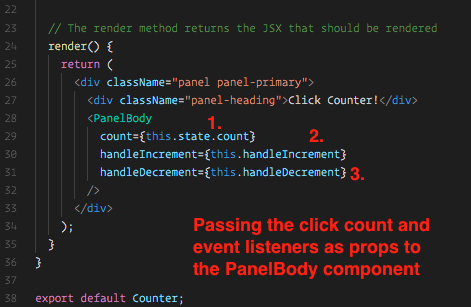 22
23 // The render method returns the JSX that should be rendered
24 render() {
25 return (
26 <div className="panel panel-primary">
27 <div className="panel-heading">Click Counter!</div>
28 <PanelBody
1.
29 count={this.state.count}
2.
30 handleIncrement={this.handleIncrement}
31 handleDecrement={this.handleDecrement} 3.
32 />
33 </div>
34 );
35 }
36 }
37
38 export default Counter;
Passing the click count and
event listeners as props to
the PanelBody component